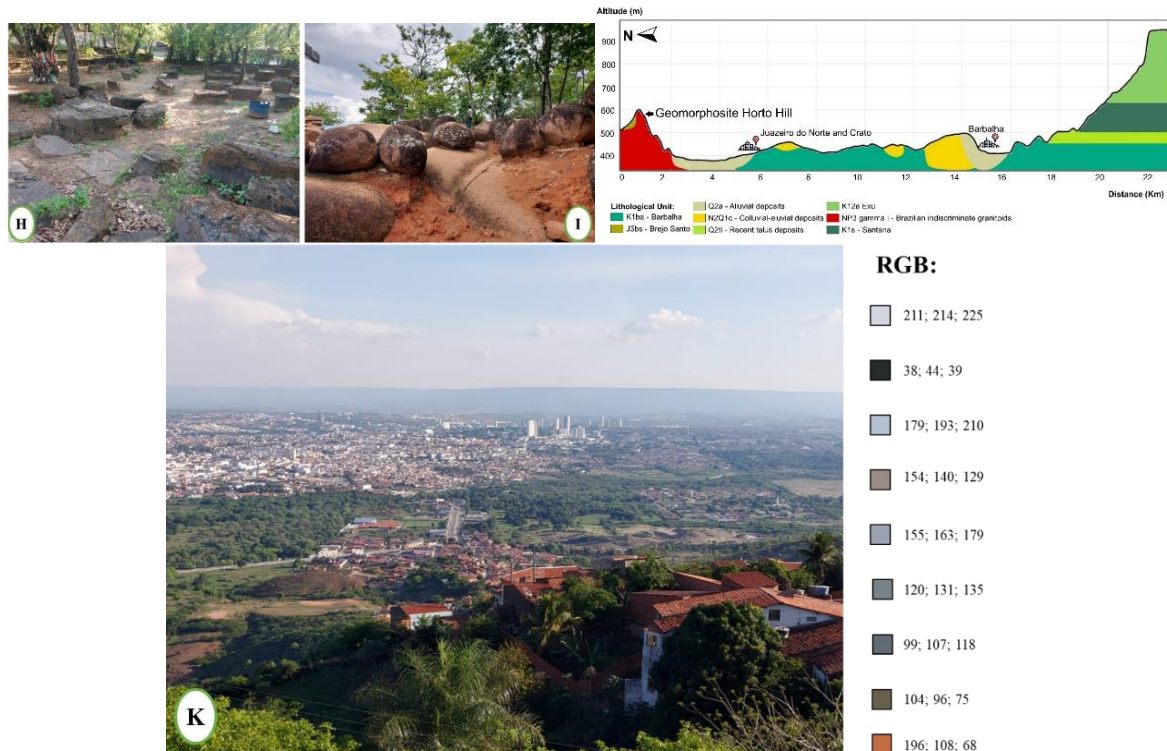 H
I
Altitude (m)
N
900
800
700
600
500
400
Geomorphosite Horto Hill
Juazeiro do Norte and Crato
Barbalha
0 2 4 6 8 10 12 14 16 18 20 22
Distance (Km)
Lithological Unit:
K1ba - Barbalha
J3bs - Brejo Santo
Q2a - Alluvial deposits
N2Q1c - Colluvial-eluvial deposits
Q2tl - Recent talus deposits
K12e Exu
NP3 gamma i - Brazilian indiscriminate granitoids
K1s - Santana
K
RGB:
211; 214; 225
38; 44; 39
179; 193; 210
154; 140; 129
155; 163; 179
120; 131; 135
99; 107; 118
104; 96; 75
196; 108; 68